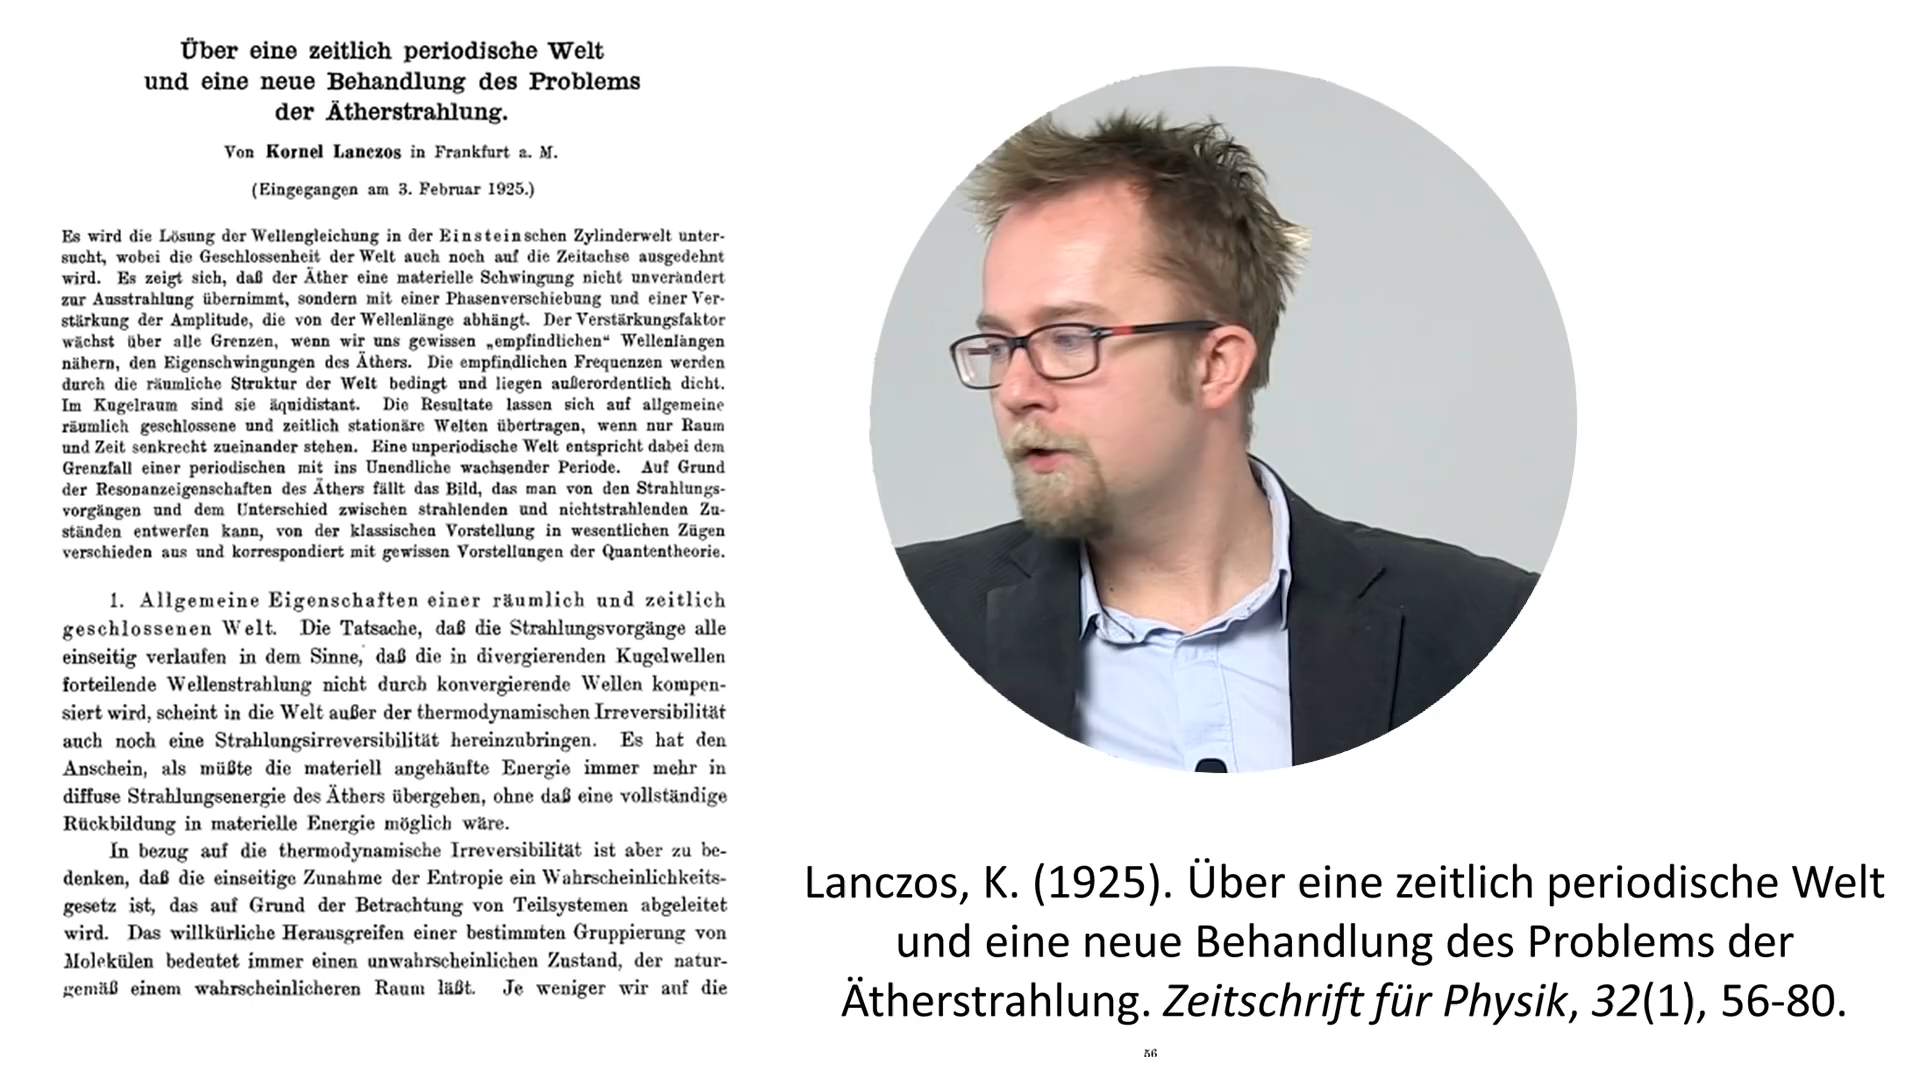 Über eine zeitlich periodische Welt
und eine neue Behandlung des Problems
der Ätherstrahlung.
Von Kornel Lanczos in Frankfurt a. M.
(Eingegangen am 3. Februar 1925.)
Es wird die Lösung der Wellengleichung in der Einsteinschen Zylinderwelt unter-
sucht, wobei die Geschlossenheit der Welt auch noch auf die Zeitachse ausgedehnt
wird. Es zeigt sich, daß der Äther eine materielle Schwingung nicht unverändert
zur Ausstrahlung übernimmt, sondern mit einer Phasenverschiebung und einer Ver-
stärkung der Amplitude, die von der Wellenlänge abhängt. Der Verstärkungsfaktor
wächst über alle Grenzen, wenn wir uns gewissen „empfindlichen“ Wellenlängen
nähern, den Eigenschwingungen des Äthers. Die empfindlichen Frequenzen werden
durch die räumliche Struktur der Welt bedingt und liegen außerordentlich dicht.
Im Kugelraum sind sie äquidistant. Die Resultate lassen sich auf allgemeine
räumlich geschlossene und zeitlich stationäre Welten übertragen, wenn nur Raum
und Zeit senkrecht zueinander stehen. Eine unperiodische Welt entspricht dabei dem
Grenzfall einer periodischen mit ins Unendliche wachsender Periode. Auf Grund
der Resonanzeigenschaften des Äthers fällt das Bild, das man von den Strahlungs-
vorgängen und dem Unterschied zwischen strahlenden und nichtstrahlenden Zu-
ständen entwerfen kann, von der klassischen Vorstellung in wesentlichen Zügen
verschieden aus und korrespondiert mit gewissen Vorstellungen der Quantentheorie.
1. Allgemeine Eigenschaften einer räumlich und zeitlich
geschlossenen Welt. Die Tatsache, daß die Strahlungsvorgänge alle
einseitig verlaufen in dem Sinne, daß die in divergierenden Kugelwellen
forteilende Wellenstrahlung nicht durch konvergierende Wellen kompen-
siert wird, scheint in die Welt außer der thermodynamischen Irreversibilität
auch noch eine Strahlungsirreversibilität hereinzubringen. Es hat den
Anschein, als müßte die materiell angehäufte Energie immer mehr in
diffuse Strahlungsenergie des Äthers übergehen, ohne daß eine vollständige
Rückbildung in materielle Energie möglich wäre.
In bezug auf die thermodynamische Irreversibilität ist aber zu be-
denken, daß die einseitige Zunahme der Entropie ein Wahrscheinlichkeits-
gesetz ist, das auf Grund der Betrachtung von Teilsystemen abgeleitet
wird. Das willkürliche Herausgreifen einer bestimmten Gruppierung von
Molekülen bedeutet immer einen unwahrscheinlichen Zustand, der natur-
gemäß einem wahrscheinlicheren Raum läßt. Je weniger wir auf die
Lanczos, K. (1925). Über eine zeitlich periodische Welt
und eine neue Behandlung des Problems der
Ätherstrahlung. Zeitschrift für Physik, 32(1), 56-80.
56